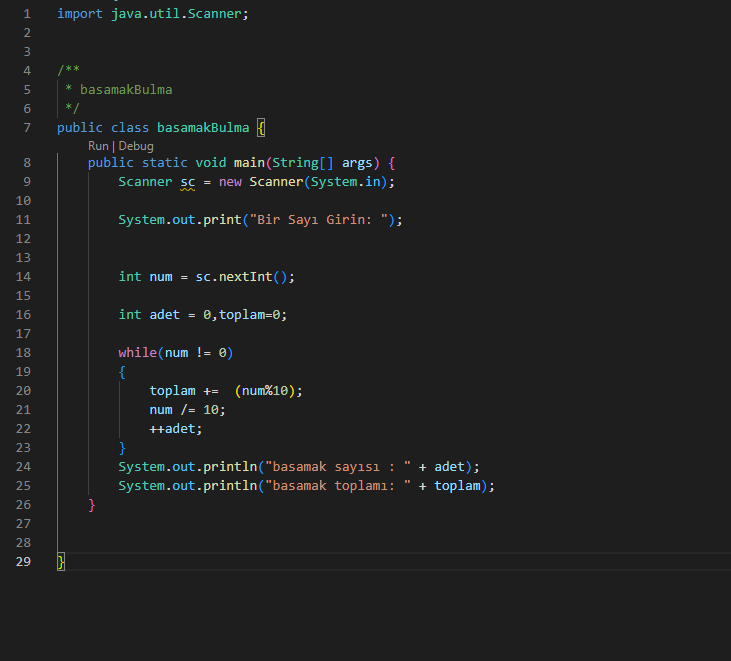 1 import java.util.Scanner;
2
3
4 /**
5 * basamakBulma
6 */
7 public class basamakBulma {
Run | Debug
8 public static void main(String[] args) {
9 Scanner sc = new Scanner(System.in);
10
11 System.out.print("Bir Sayı Girin: ");
12
13
14 int num = sc.nextInt();
15
16 int adet = 0,toplam=0;
17
18 while(num != 0)
19 {
20 toplam +=  (num%10);
21 num /= 10;
22 ++adet;
23 }
24 System.out.println("basamak sayısı : " + adet);
25 System.out.println("basamak toplamı: " + toplam);
26 }
27
28
29 }